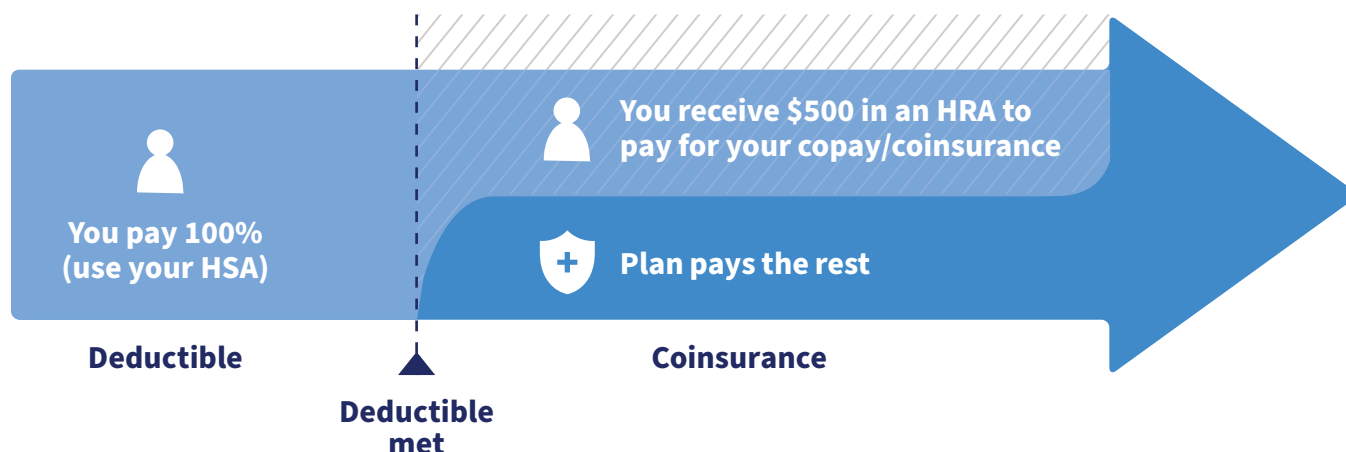 You pay 100%
(use your HSA)
You receive $500 in an HRA to
pay for your copay/coinsurance
Plan pays the rest
Deductible
Coinsurance
Deductible
met